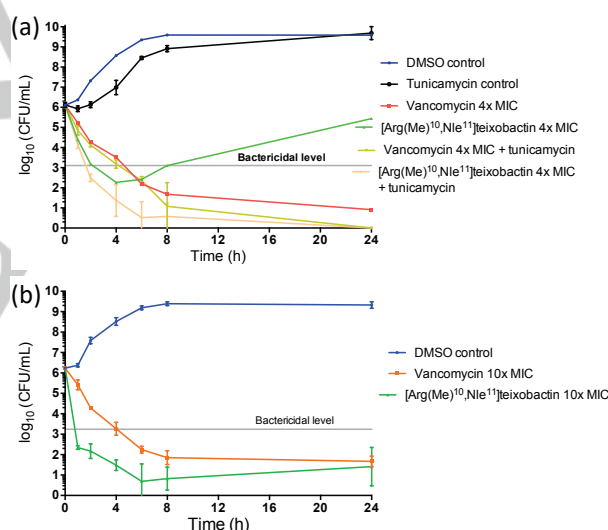 (a)
10
9
8
7
6
5
4
3
2
1
0
log10 (CFU/mL)
Bactericidal level
0 4 8 12 16 20 24
Time (h)
DMSO control
Tunicamycin control
Vancomycin 4x MIC
[Arg(Me)¹⁰,Nle¹¹]teixobactin 4x MIC
Vancomycin 4x MIC + tunicamycin
[Arg(Me)¹⁰,Nle¹¹]teixobactin 4x MIC
+ tunicamycin
(b)
10
9
8
7
6
5
4
3
2
1
0
log10 (CFU/mL)
Bactericidal level
0 4 8 12 16 20 24
Time (h)
DMSO control
Vancomycin 10x MIC
[Arg(Me)¹⁰,Nle¹¹]teixobactin 10x MIC